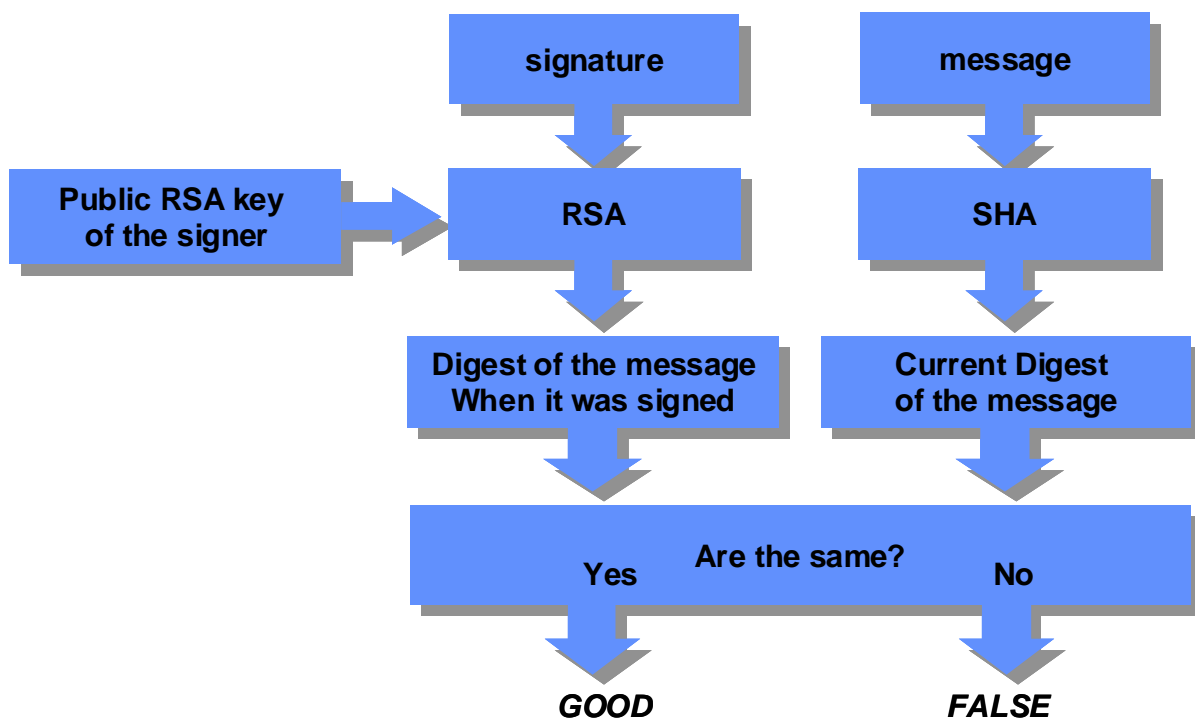 signature
message
Public RSA key
of the signer
RSA
SHA
Digest of the message
When it was signed
Current Digest
of the message
Are the same?
Yes
No
GOOD
FALSE